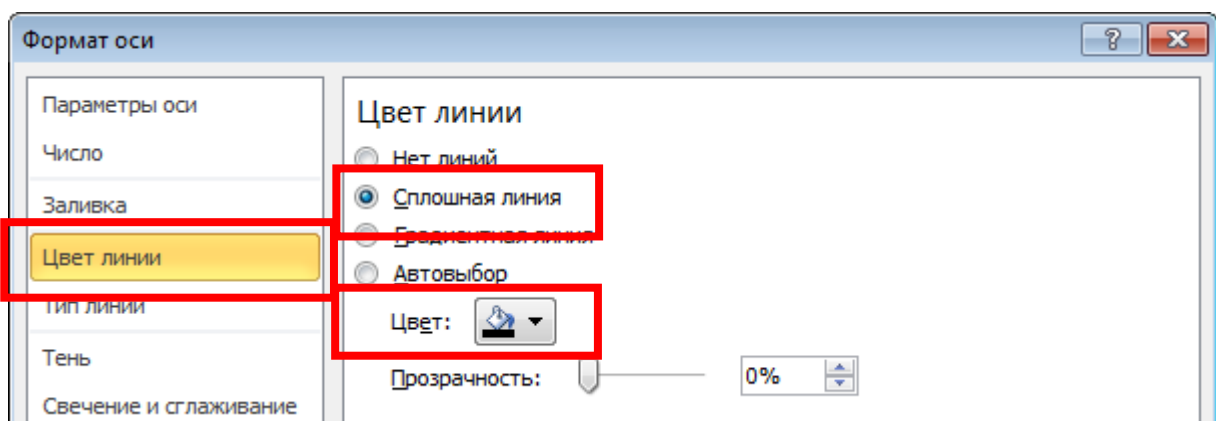 Формат оси
Параметры оси
Число
Заливка
Цвет линии
Тип линии
Тень
Свечение и сглаживание
Цвет линии
Нет линий
Сплошная линия
Градиентная линия
Автовыбор
Цвет:
Прозрачность: 0%